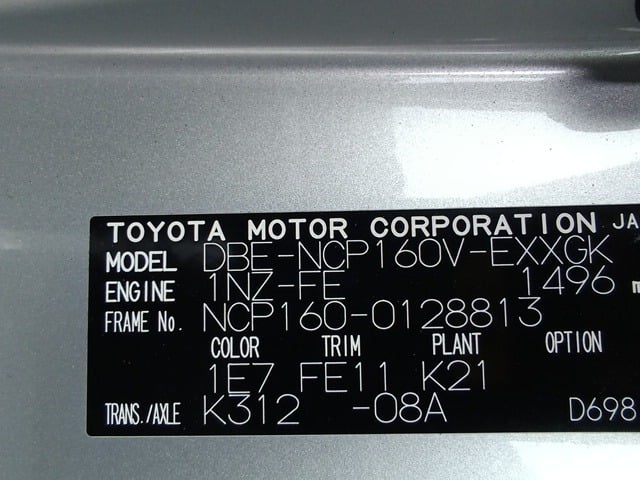 TOYOTA MOTOR CORPORATION JA
MODEL DBE-NCP160V-EXXGK
ENGINE 1NZ-FE 1496 m
FRAME No. NCP160-0128813
COLOR TRIM PLANT OPTION
1E7 FE11 K21
TRANS./AXLE K312 -08A D698